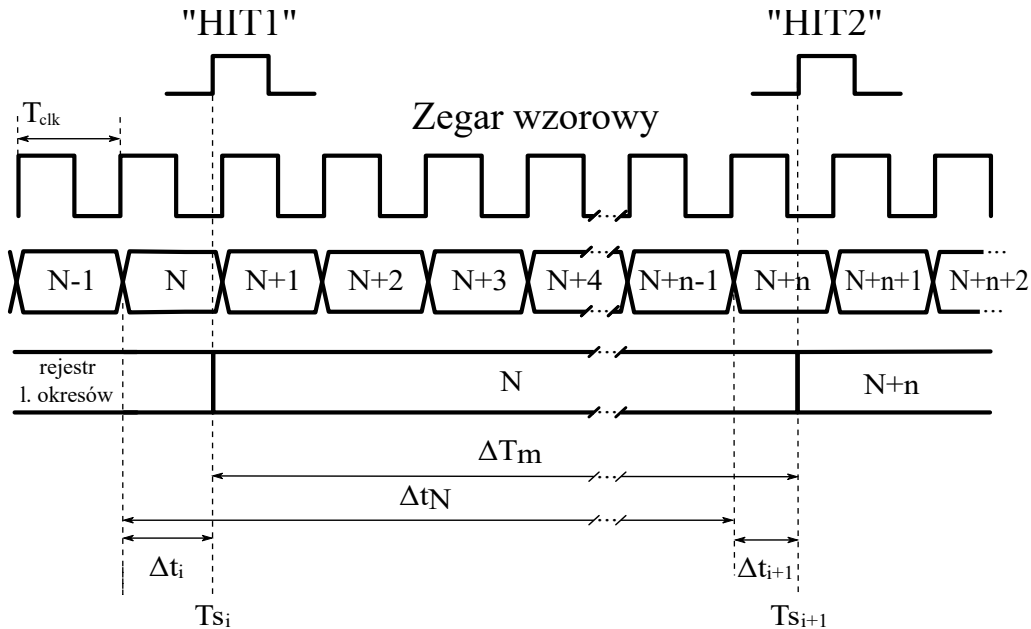 "HIT1" "HIT2"
Tclk
Zegar wzorowy
N-1 N N+1 N+2 N+3 N+4 N+n-1 N+n N+n+1 N+n+2
rejestr
l. okresów
N N+n
ΔTm
ΔtN
Δti Δti+1
Tsi Tsi+1